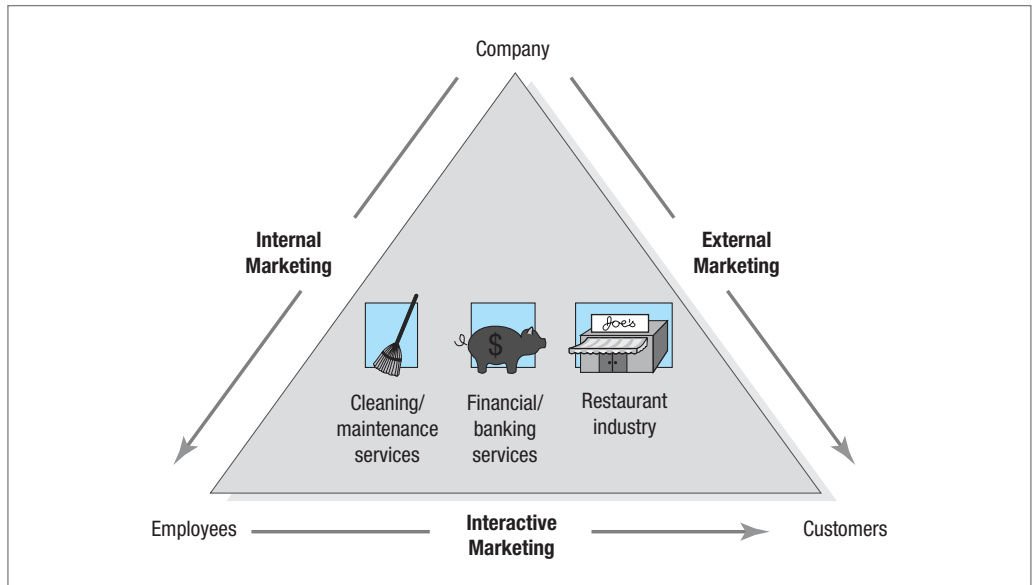 Company
Internal
Marketing
External
Marketing
Joe's
$
Cleaning/
maintenance
services
Financial/
banking
services
Restaurant
industry
Employees
Interactive
Marketing
Customers